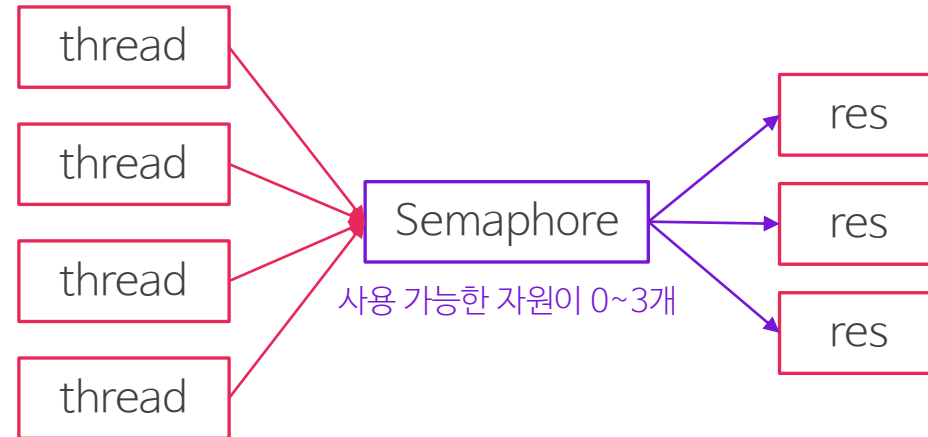 thread
thread
thread
thread
Semaphore
사용 가능한 자원이 0~3개
res
res
res